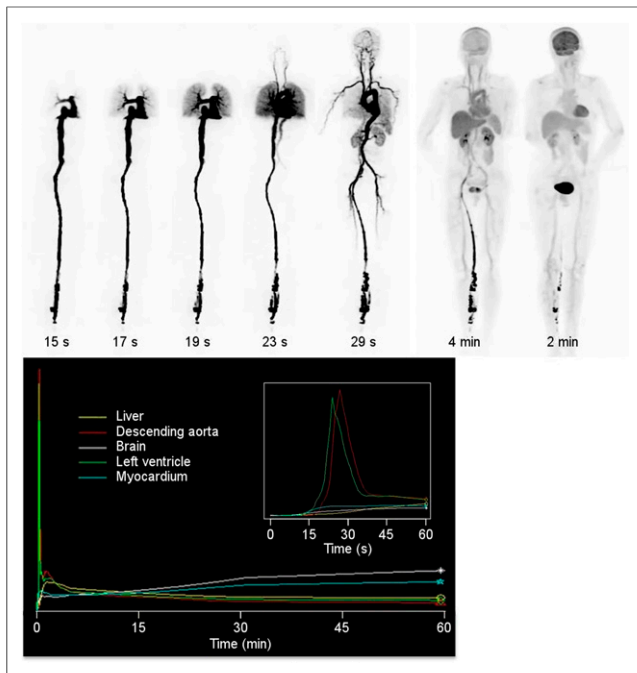 15 s 17 s 19 s 23 s 29 s 4 min 2 min
Liver
Descending aorta
Brain
Left ventricle
Myocardium
0 15 30 45 60
Time (s)
0 15 30 45 60
Time (min)